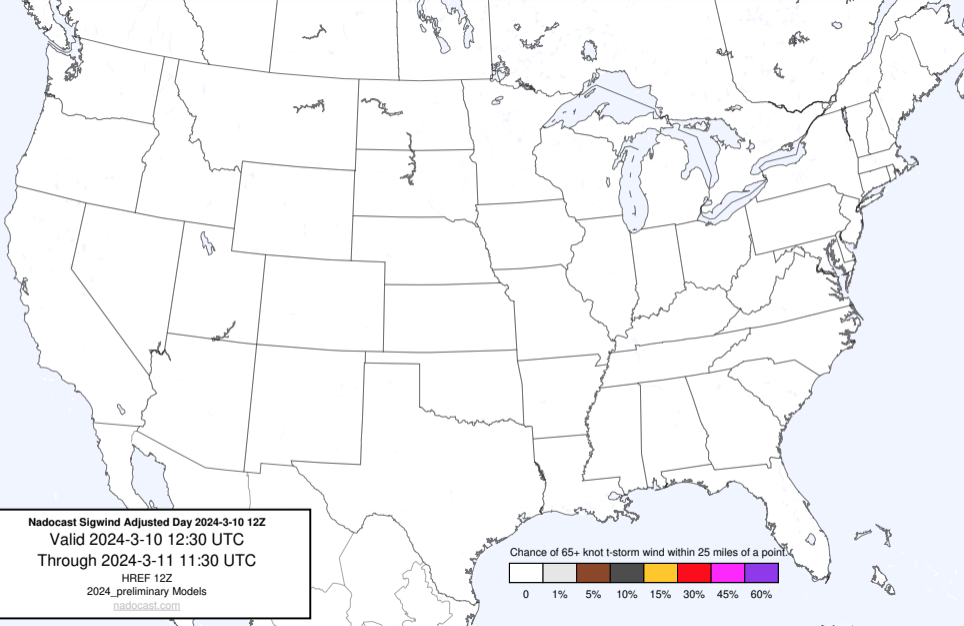 Nadocast Sigwind Adjusted Day 2024-3-10 12Z
Valid 2024-3-10 12:30 UTC
Through 2024-3-11 11:30 UTC
HREF 12Z
2024_preliminary Models
nadocast.com
Chance of 65+ knot t-storm wind within 25 miles of a point.
0 1% 5% 10% 15% 30% 45% 60%